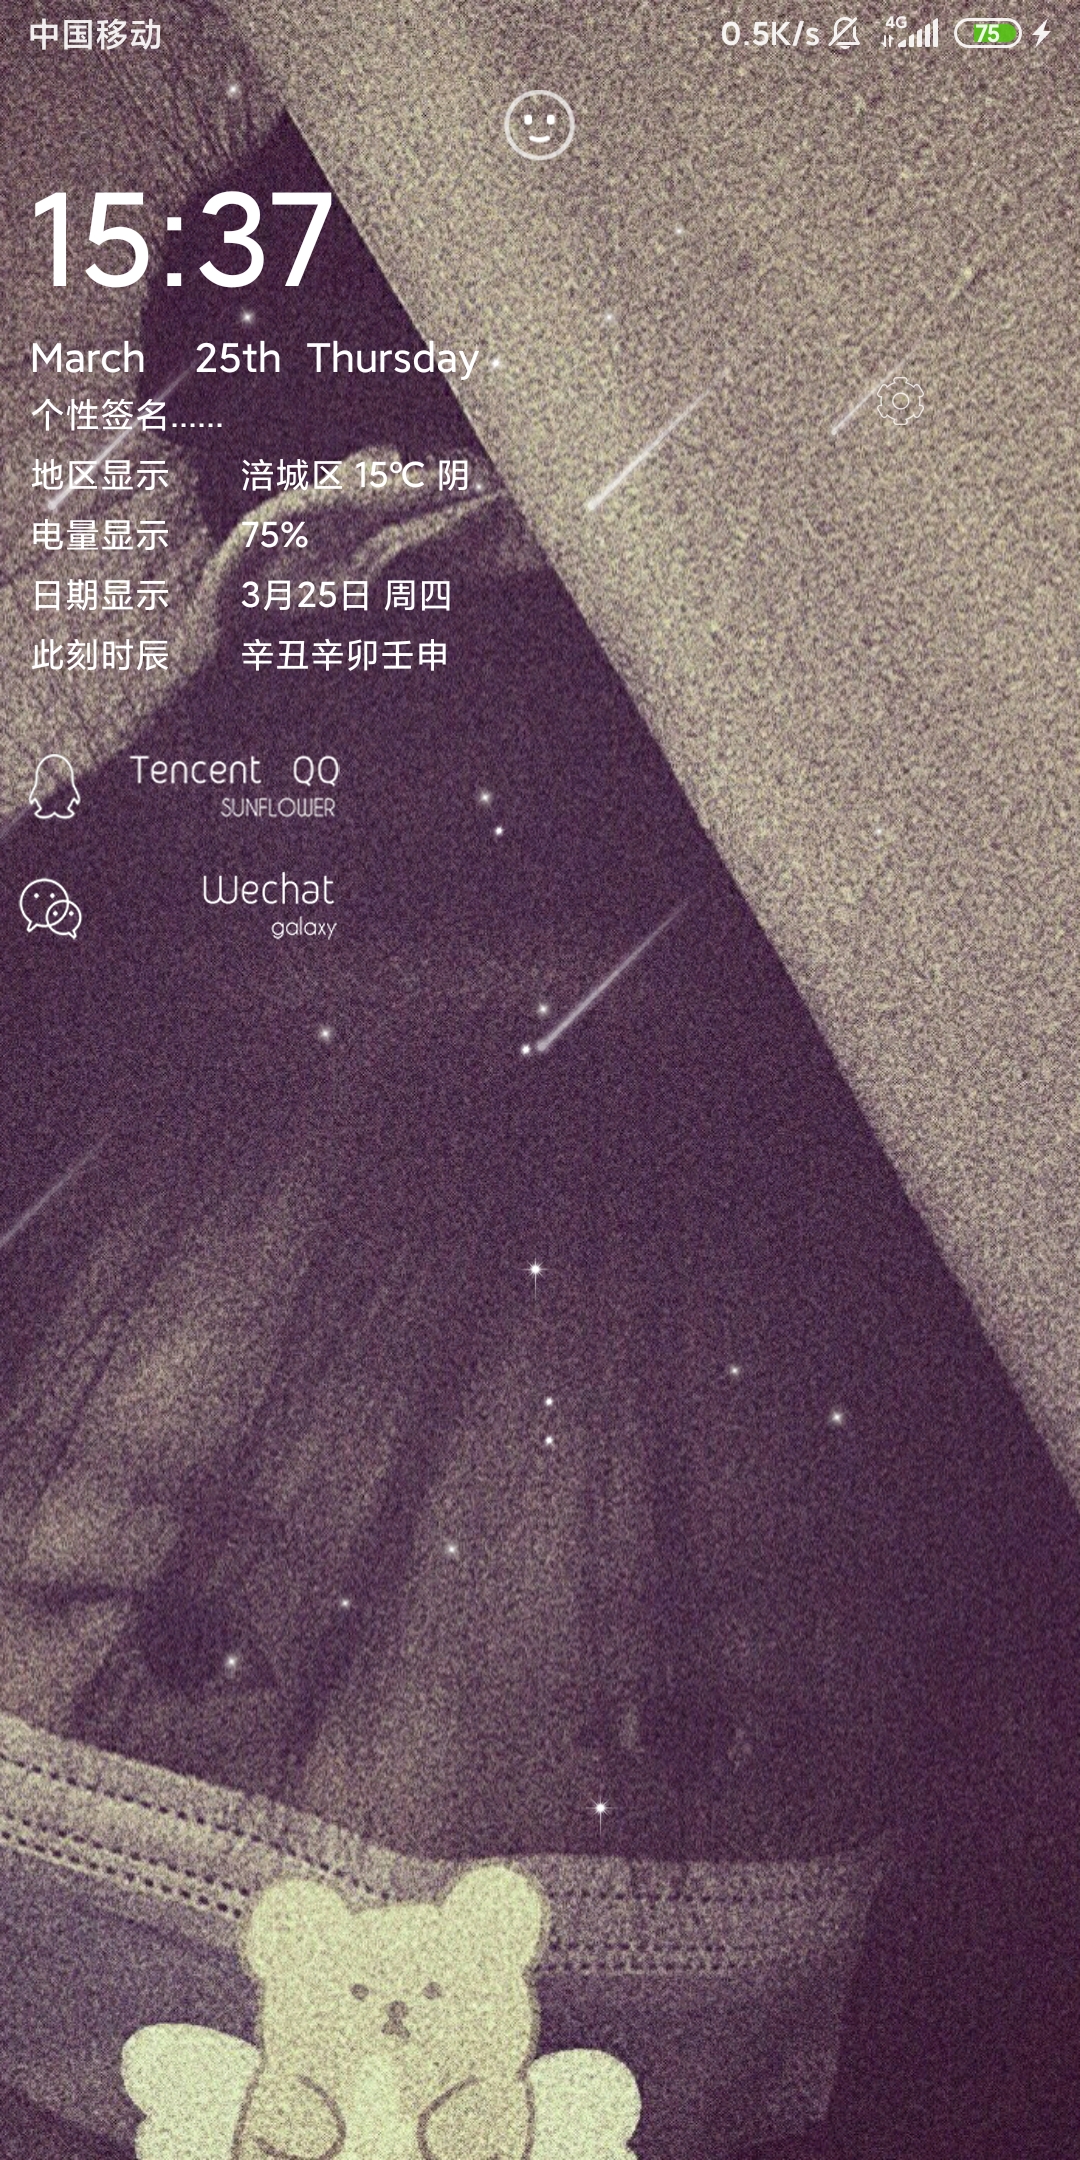 中国移动 0.5K/s 4G 75
15:37
March 25th Thursday
个性签名......
地区显示 涪城区 15℃ 阴.
电量显示 75%
日期显示 3月25日 周四
此刻时辰 辛丑辛卯壬申
Tencent QQ
SUNFLOWER
Wechat
galaxy